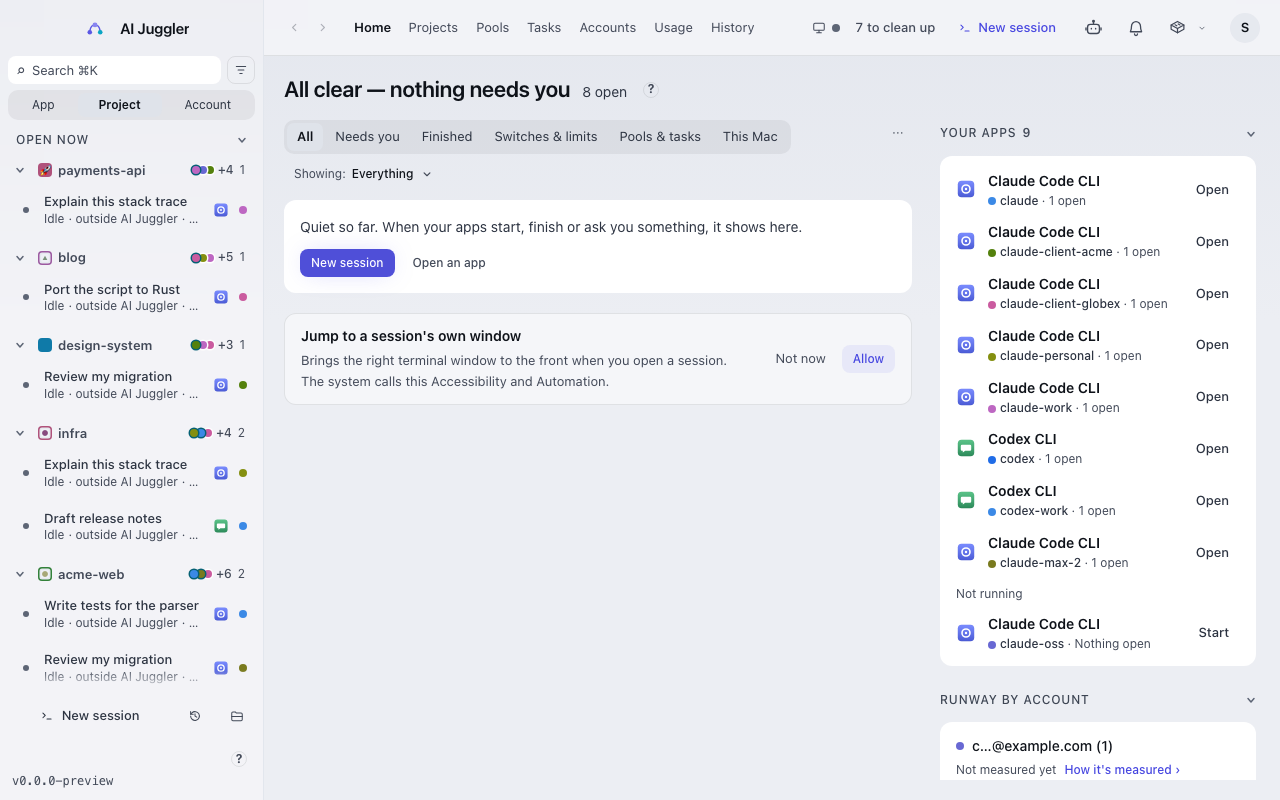 AI Juggler
Search ⌘K
App Project Account
OPEN NOW
payments-api +4 1
Explain this stack trace
Idle · outside AI Juggler · ...
blog +5 1
Port the script to Rust
Idle · outside AI Juggler · ...
design-system +3 1
Review my migration
Idle · outside AI Juggler · ...
infra +4 2
Explain this stack trace
Idle · outside AI Juggler · ...
Draft release notes
Idle · outside AI Juggler · ...
acme-web +6 2
Write tests for the parser
Idle · outside AI Juggler · ...
Review my migration
Idle · outside AI Juggler · ...
New session
?
v0.0.0-preview
Home Projects Pools Tasks Accounts Usage History
7 to clean up
New session
S
All clear — nothing needs you 8 open ?
All Needs you Finished Switches & limits Pools & tasks This Mac ...
Showing: Everything
Quiet so far. When your apps start, finish or ask you something, it shows here.
New session Open an app
Jump to a session's own window
Brings the right terminal window to the front when you open a session.
The system calls this Accessibility and Automation.
Not now Allow
YOUR APPS 9
Claude Code CLI
claude · 1 open
Open
Claude Code CLI
claude-client-acme · 1 open
Open
Claude Code CLI
claude-client-globex · 1 open
Open
Claude Code CLI
claude-personal · 1 open
Open
Claude Code CLI
claude-work · 1 open
Open
Codex CLI
codex · 1 open
Open
Codex CLI
codex-work · 1 open
Open
Claude Code CLI
claude-max-2 · 1 open
Open
Not running
Claude Code CLI
claude-oss · Nothing open
Start
RUNWAY BY ACCOUNT
c...@example.com (1)
Not measured yet How it's measured ›